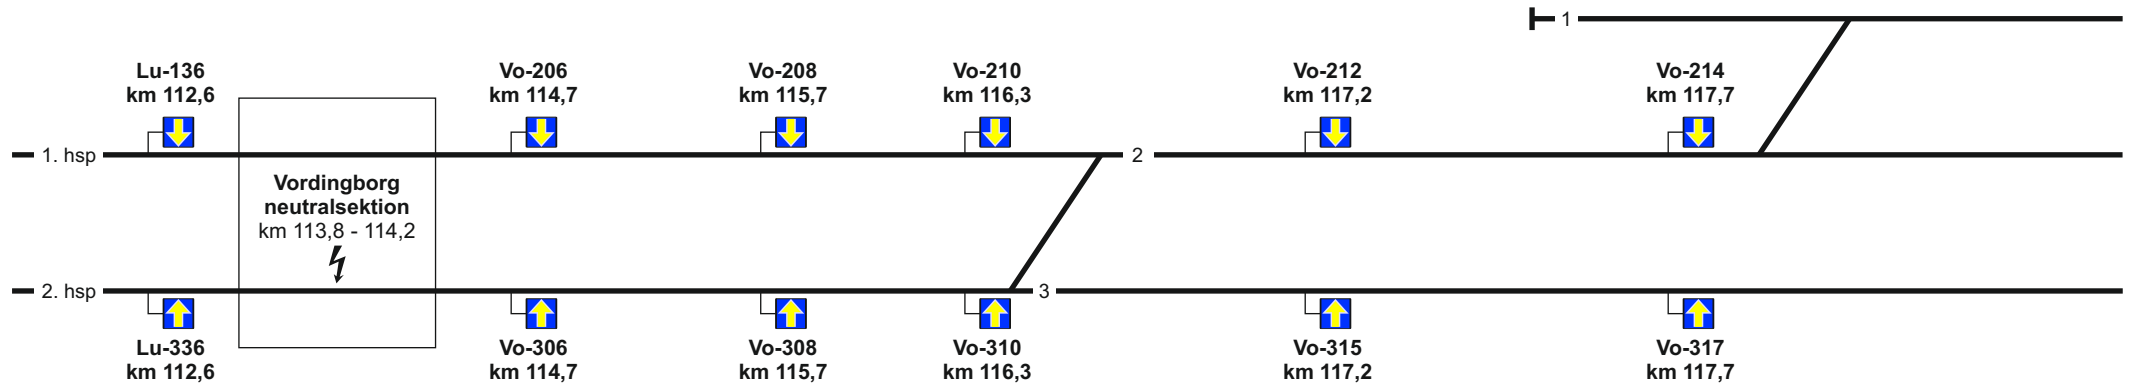 1
Lu-136
km 112,6
Vo-206
km 114,7
Vo-208
km 115,7
Vo-210
km 116,3
Vo-212
km 117,2
Vo-214
km 117,7
1. hsp
2
Vordingborg
neutralsektion
km 113,8 - 114,2
2. hsp
3
Lu-336
km 112,6
Vo-306
km 114,7
Vo-308
km 115,7
Vo-310
km 116,3
Vo-315
km 117,2
Vo-317
km 117,7